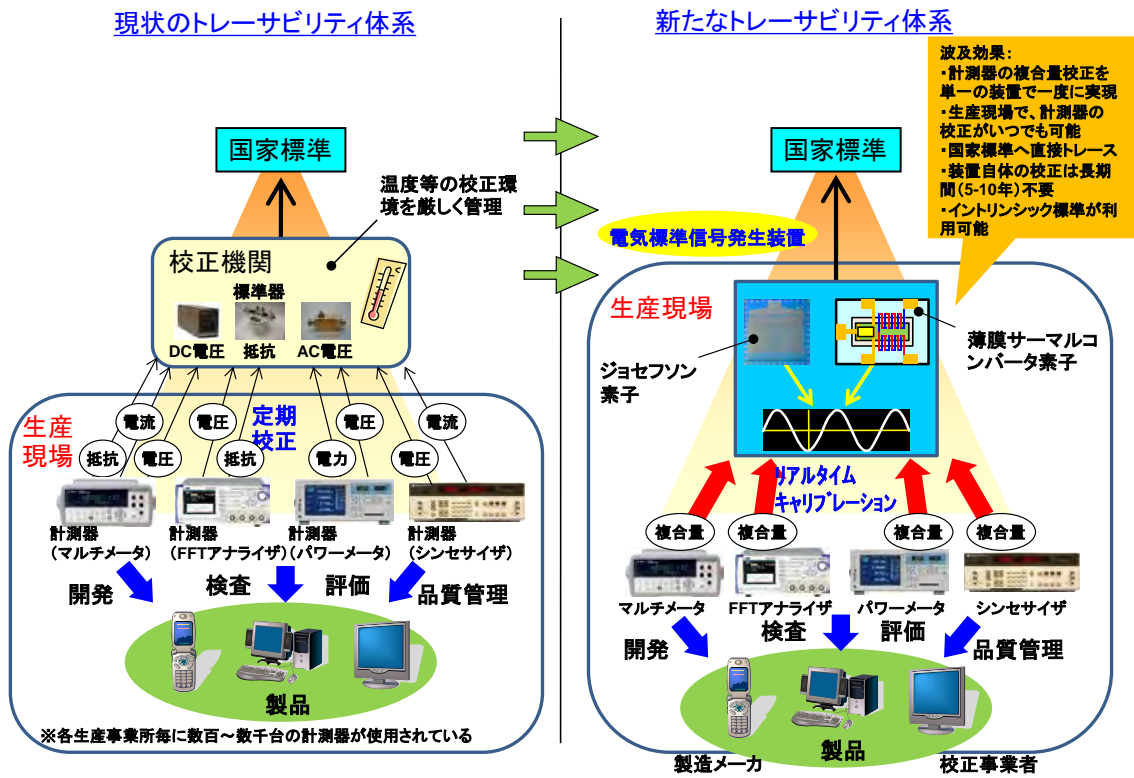 現状のトレーサビリティ体系
国家標準
温度等の校正環
境を厳しく管理
校正機関
標準器
DC電圧
抵抗
AC電圧
生産
現場
定期
校正
電流
電圧
電圧
電流
抵抗
電圧
抵抗
電力
電圧
計測器
(マルチメータ)
計測器
(FFTアナライザ)
計測器
(パワーメータ)
計測器
(シンセサイザ)
開発
検査
評価
品質管理
製品
※各生産事業所毎に数百～数千台の計測器が使用されている
新たなトレーサビリティ体系
波及効果:
・計測器の複合量校正を
単一の装置で一度に実現
・生産現場で、計測器の
校正がいつでも可能
・国家標準へ直接トレース
・装置自体の校正は長期
間(5-10年)不要
・イントリンシック標準が利
用可能
国家標準
電気標準信号発生装置
生産現場
ジョセフソン
素子
薄膜サーマルコ
ンバータ素子
リアルタイム
キャリブレーション
複合量
複合量
複合量
複合量
マルチメータ
FFTアナライザ
パワーメータ
シンセサイザ
開発
検査
評価
品質管理
製品
製造メーカ
校正事業者